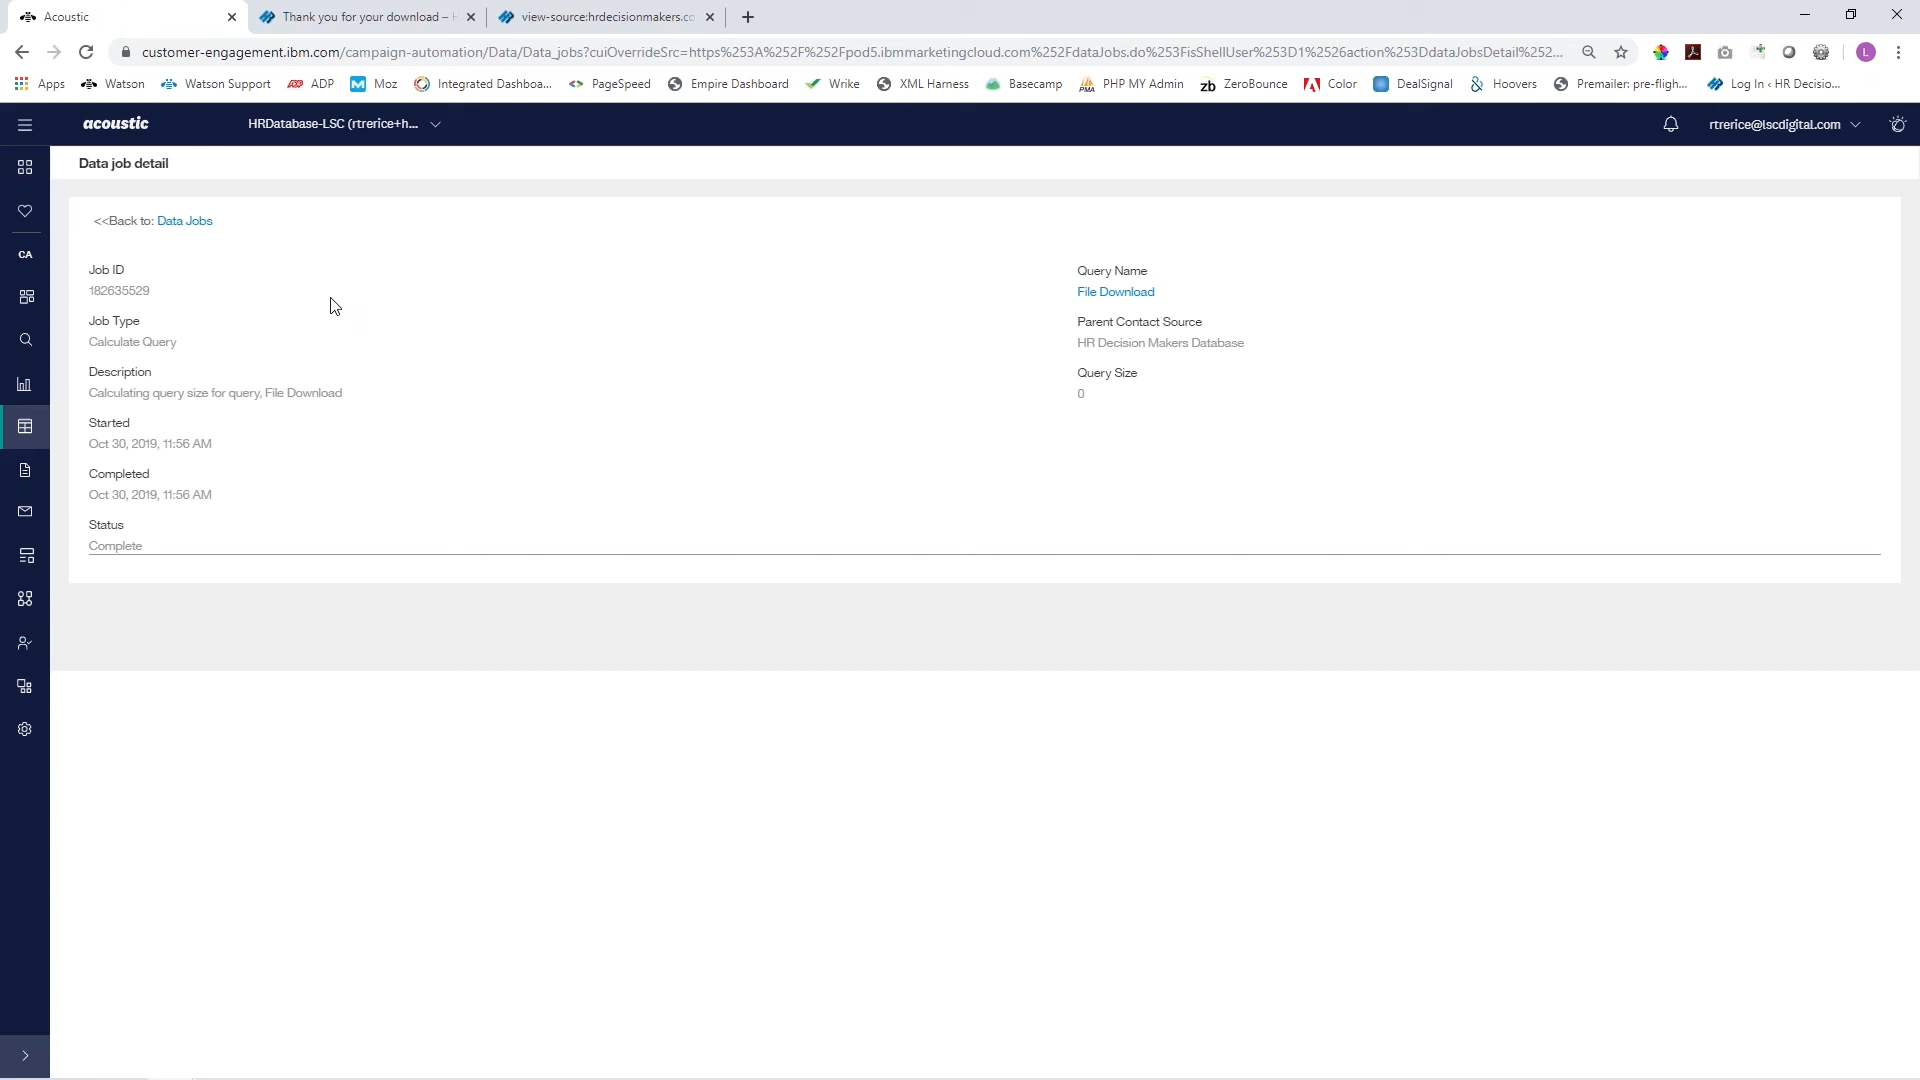 Acoustic
Thank you for your download –
view-source:hrdecisionmakers.co
customer-engagement.ibm.com/campaign-automation/Data/Data_jobs?cuiOverrideSrc=https%253A%252F%252Fpod5.ibmmarketingcloud.com%252FdataJobs.do%253FisShellUser%253D1%2526action%253DdataJobsDetail%252...
Apps
Watson
Watson Support
ADP
Moz
Integrated Dashboa...
PageSpeed
Empire Dashboard
Wrike
XML Harness
Basecamp
PHP MY Admin
ZeroBounce
Color
DealSignal
Hoovers
Premailer: pre-fligh...
Log In ‹ HR Decisio...
acoustic
HRDatabase-LSC (rtrerice+h...
rtrerice@lscdigital.com
Data job detail
CA
<<Back to: Data Jobs
Job ID
182635529
Job Type
Calculate Query
Description
Calculating query size for query, File Download
Started
Oct 30, 2019, 11:56 AM
Completed
Oct 30, 2019, 11:56 AM
Status
Complete
Query Name
File Download
Parent Contact Source
HR Decision Makers Database
Query Size
0